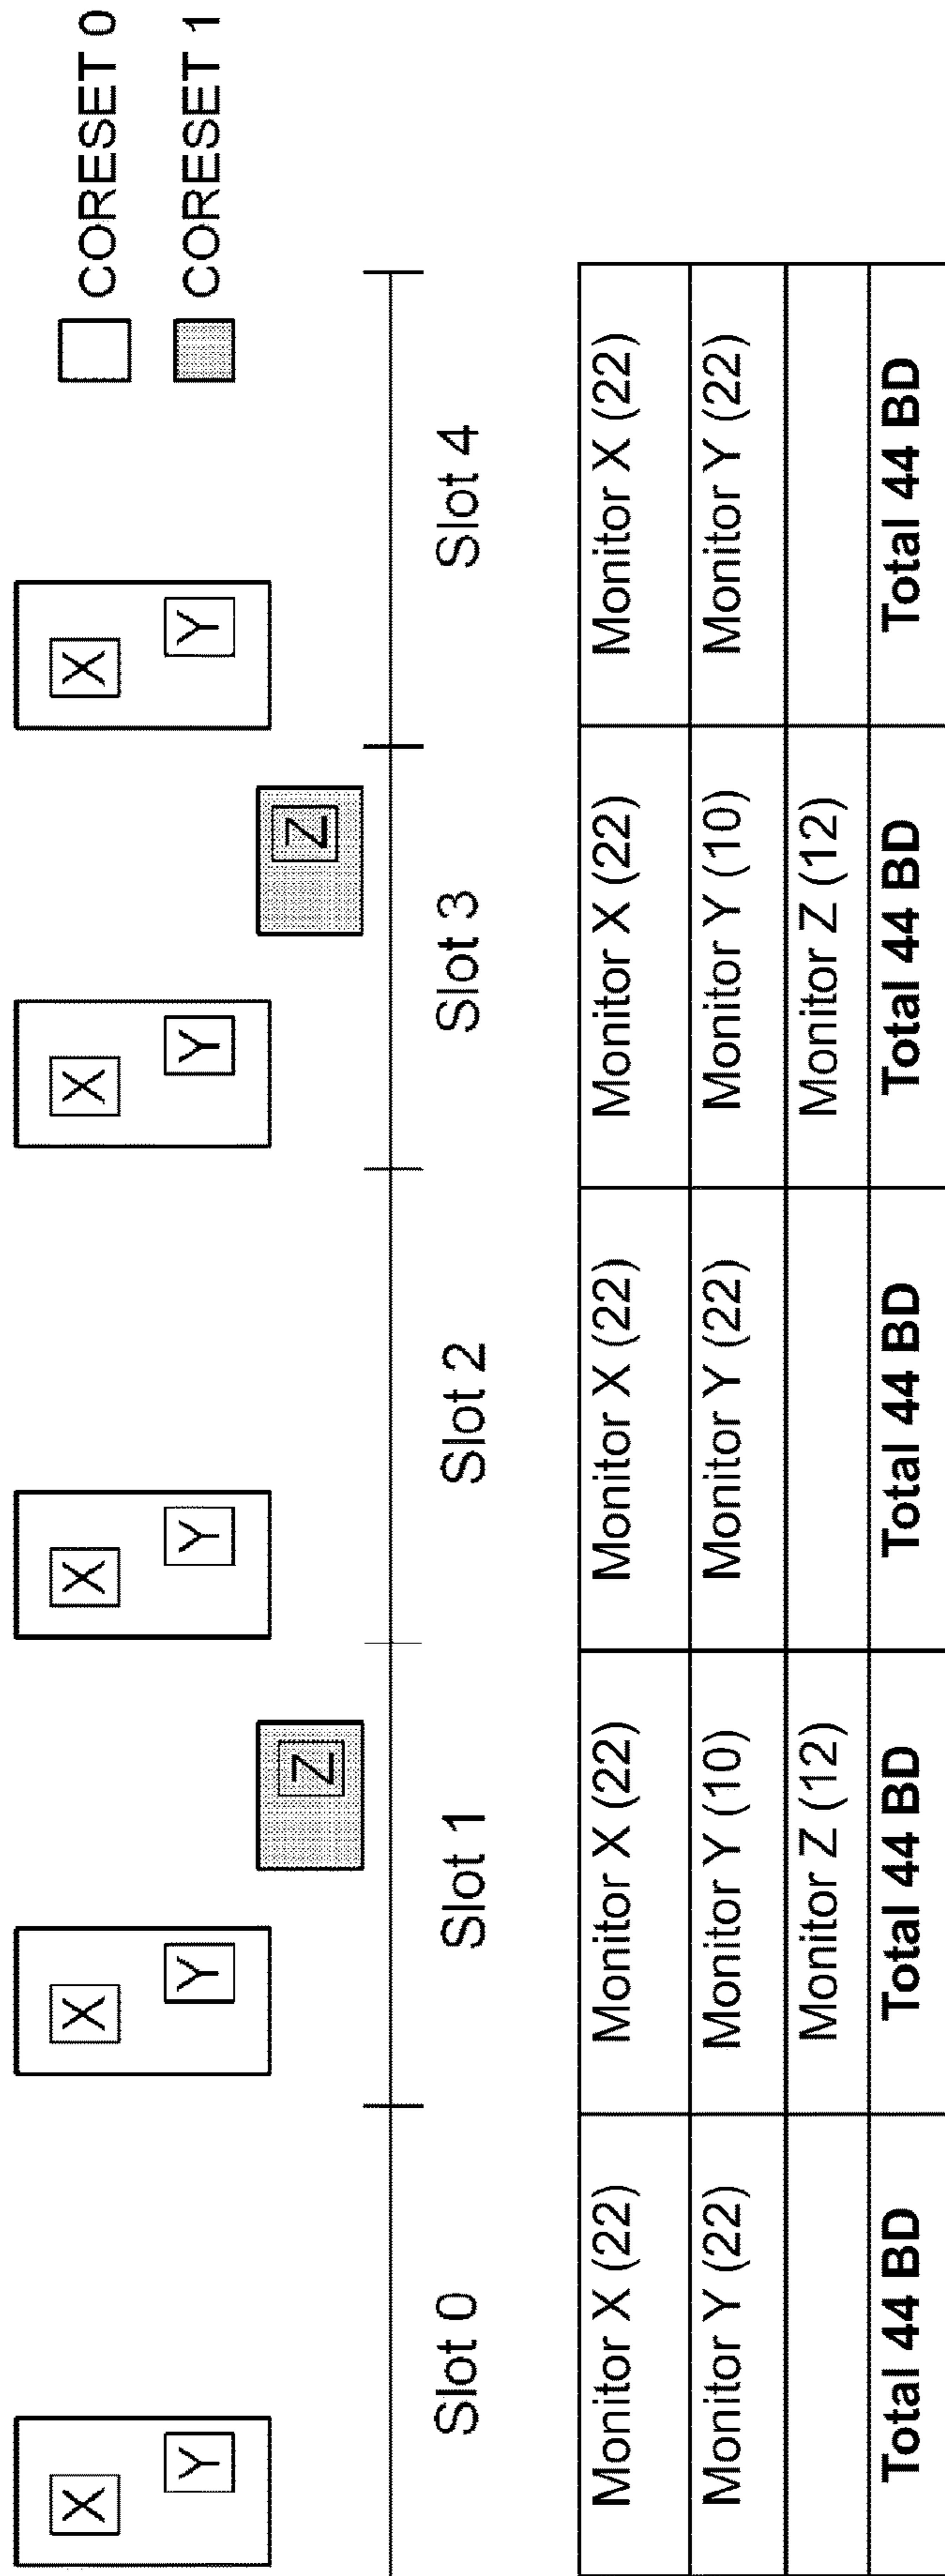 CORESET 0
CORESET 1
X X X X X
Y Y Y Y Y
Z Z
Slot 0 Slot 1 Slot 2 Slot 3 Slot 4
Monitor X (22) Monitor X (22) Monitor X (22) Monitor X (22) Monitor X (22)
Monitor Y (22) Monitor Y (10) Monitor Y (22) Monitor Y (10) Monitor Y (22)
Monitor Z (12) Monitor Z (12)
Total 44 BD Total 44 BD Total 44 BD Total 44 BD Total 44 BD